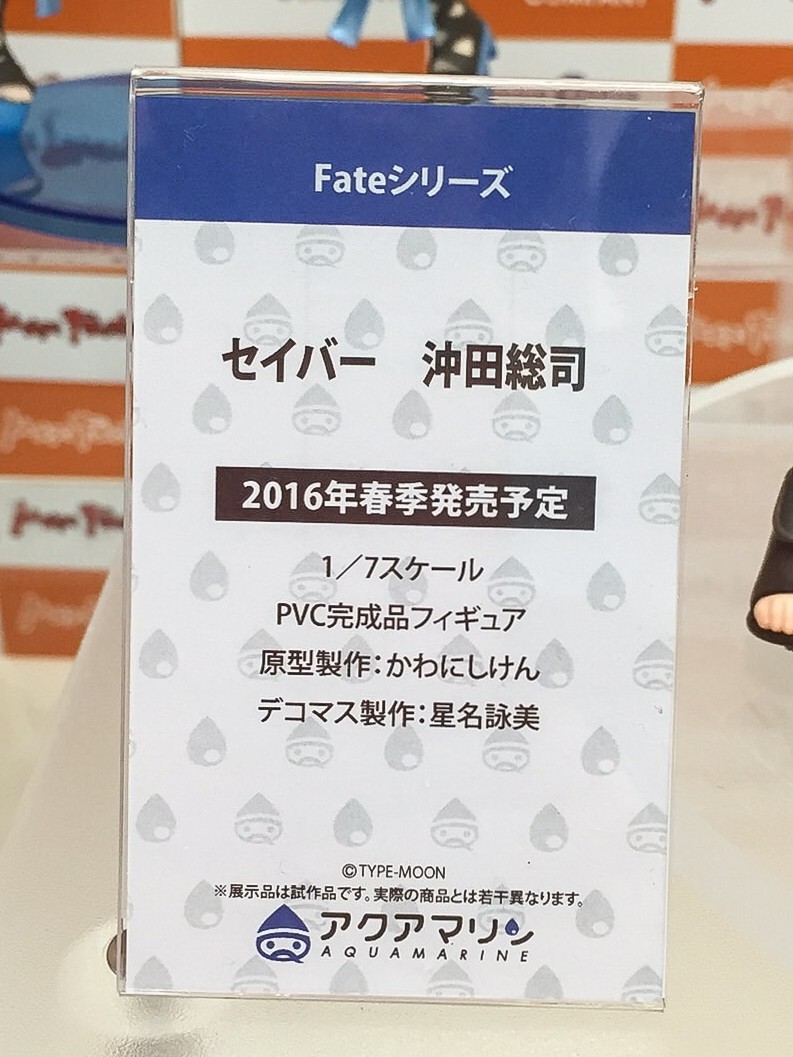 Fateシリーズ
セイバー　沖田総司
2016年春季発売予定
1／7スケール
PVC完成品フィギュア
原型製作：かわにしけん
デコマス製作：星名詠美
©TYPE-MOON
※展示品は試作品です。実際の商品とは若干異なります。
アクアマリン
AQUAMARINE